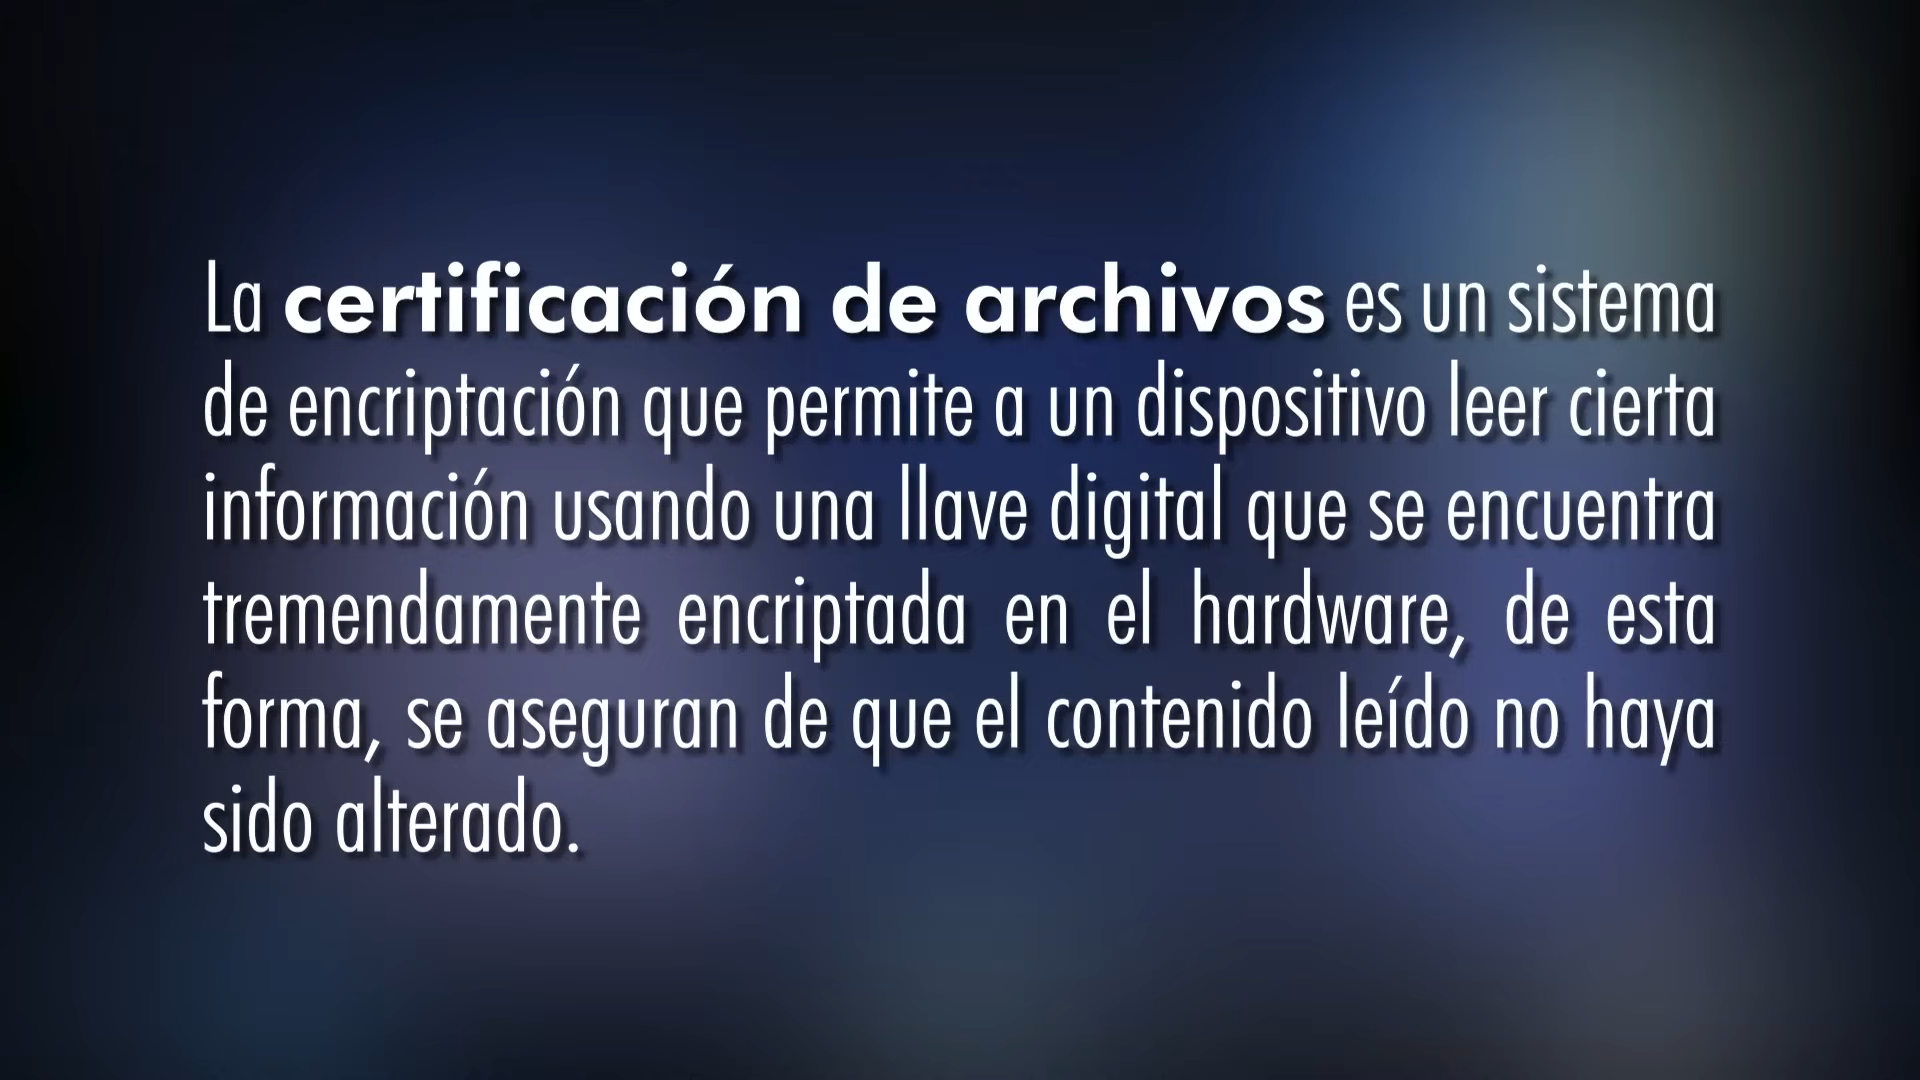 La certificación de archivos es un sistema
de encriptación que permite a un dispositivo leer cierta
información usando una llave digital que se encuentra
tremendamente encriptada en el hardware, de esta
forma, se aseguran de que el contenido leído no haya
sido alterado.